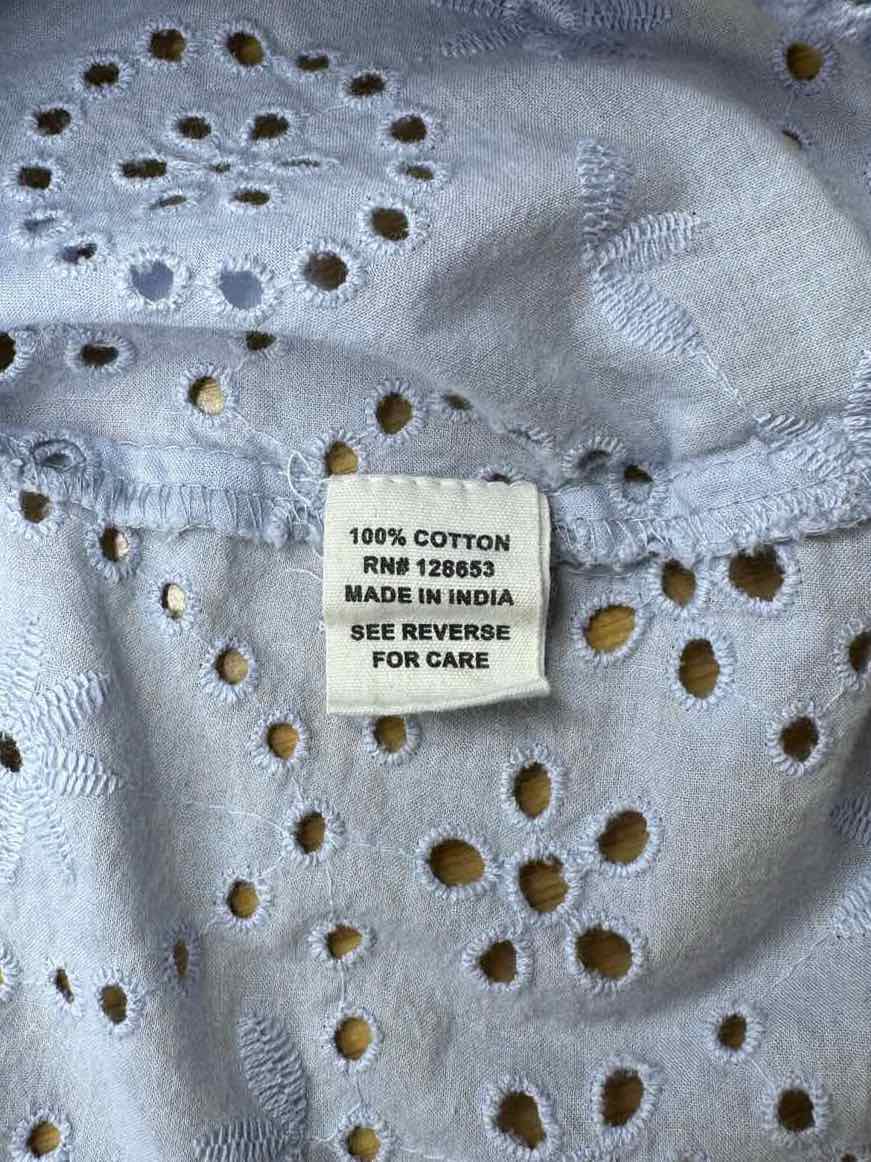 100% COTTON
RN# 128653
MADE IN INDIA
SEE REVERSE
FOR CARE